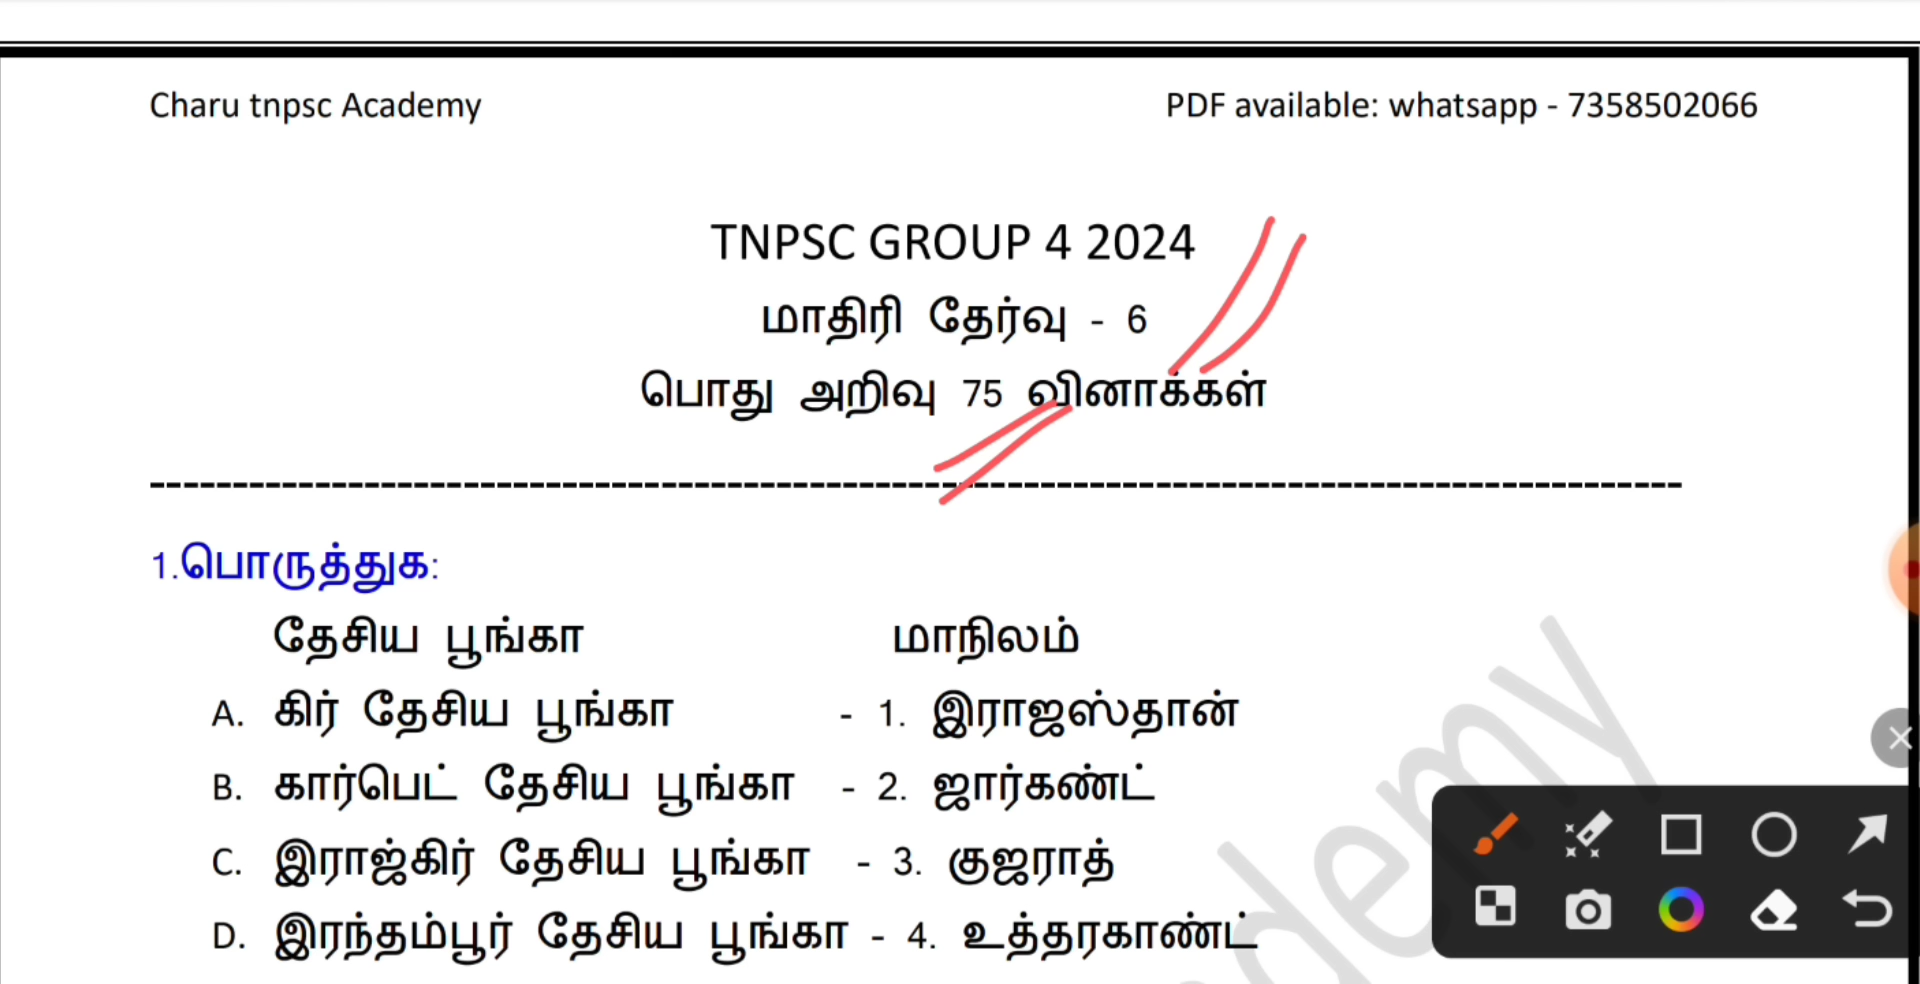 Charu tnpsc Academy PDF available: whatsapp - 7358502066
TNPSC GROUP 4 2024
மாதிரி தேர்வு - 6
பொது அறிவு 75 வினாக்கள்
1.பொருத்துக:
தேசிய பூங்கா மாநிலம்
A. கிர் தேசிய பூங்கா - 1. இராஜஸ்தான்
B. கார்பெட் தேசிய பூங்கா - 2. ஜார்கண்ட்
C. இராஜ்கிர் தேசிய பூங்கா - 3. குஜராத்
D. இரந்தம்பூர் தேசிய பூங்கா - 4. உத்தரகாண்ட்